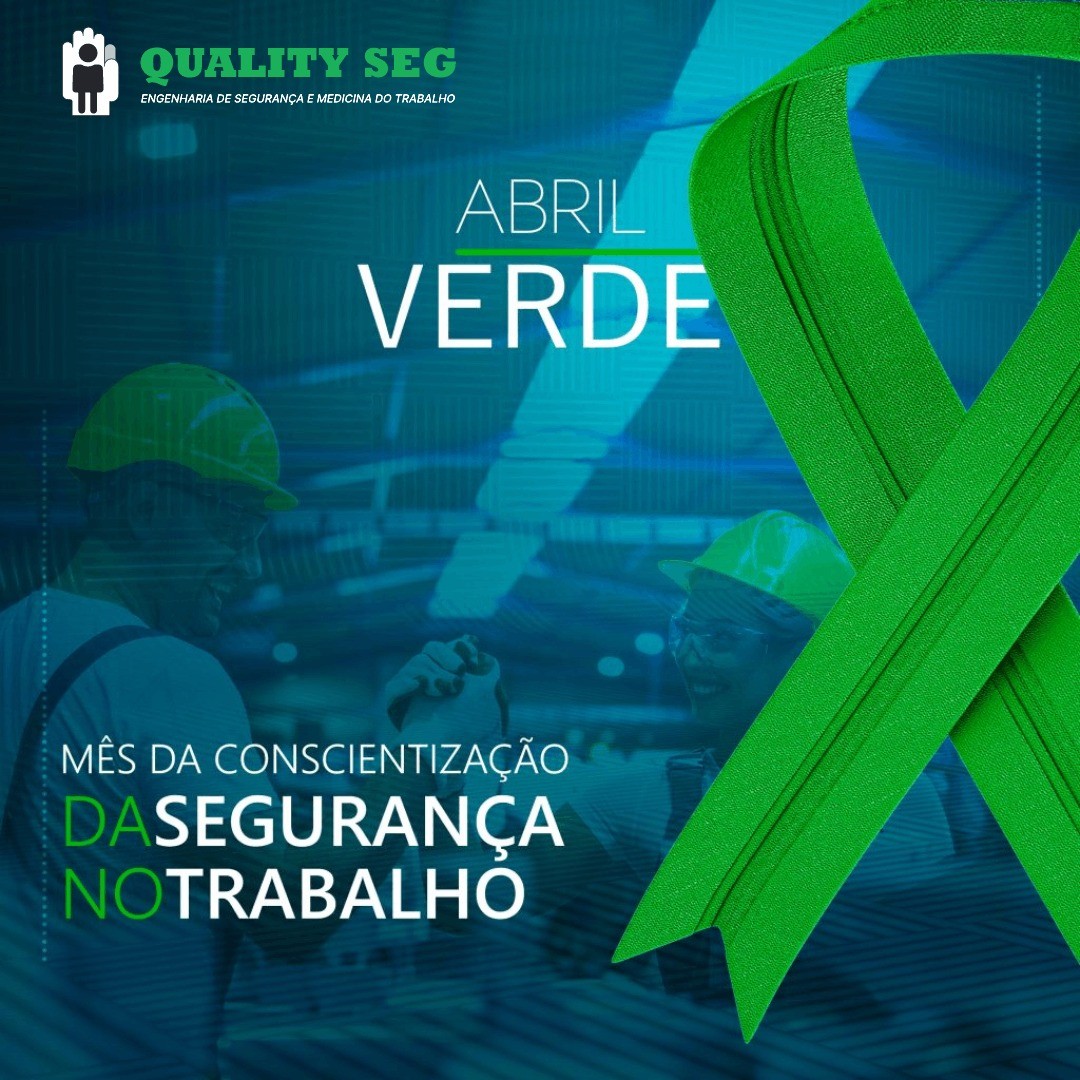 QUALITY SEG
ENGENHARIA DE SEGURANÇA E MEDICINA DO TRABALHO
ABRIL
VERDE
MÊS DA CONSCIENTIZAÇÃO
DASEGURANÇA
NOTRABALHO